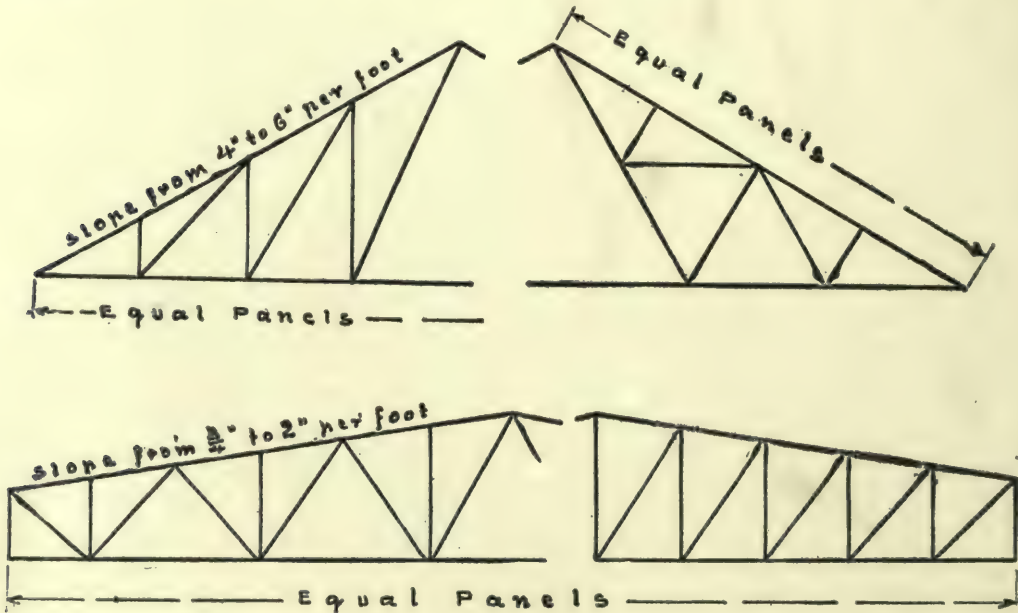 Equal Panels
slope from 4" to 6" per foot
Equal Panels
slope from 3/4" to 2" per foot
Equal Panels